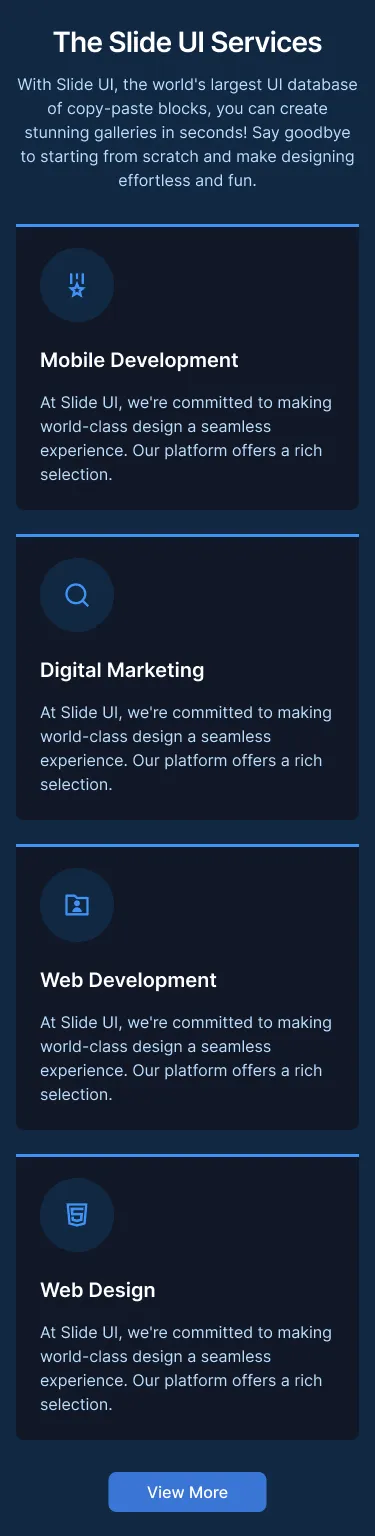 The Slide UI Services
With Slide UI, the world's largest UI database
of copy-paste blocks, you can create
stunning galleries in seconds! Say goodbye
to starting from scratch and make designing
effortless and fun.
Mobile Development
At Slide UI, we're committed to making
world-class design a seamless
experience. Our platform offers a rich
selection.
Digital Marketing
At Slide UI, we're committed to making
world-class design a seamless
experience. Our platform offers a rich
selection.
Web Development
At Slide UI, we're committed to making
world-class design a seamless
experience. Our platform offers a rich
selection.
Web Design
At Slide UI, we're committed to making
world-class design a seamless
experience. Our platform offers a rich
selection.
View More